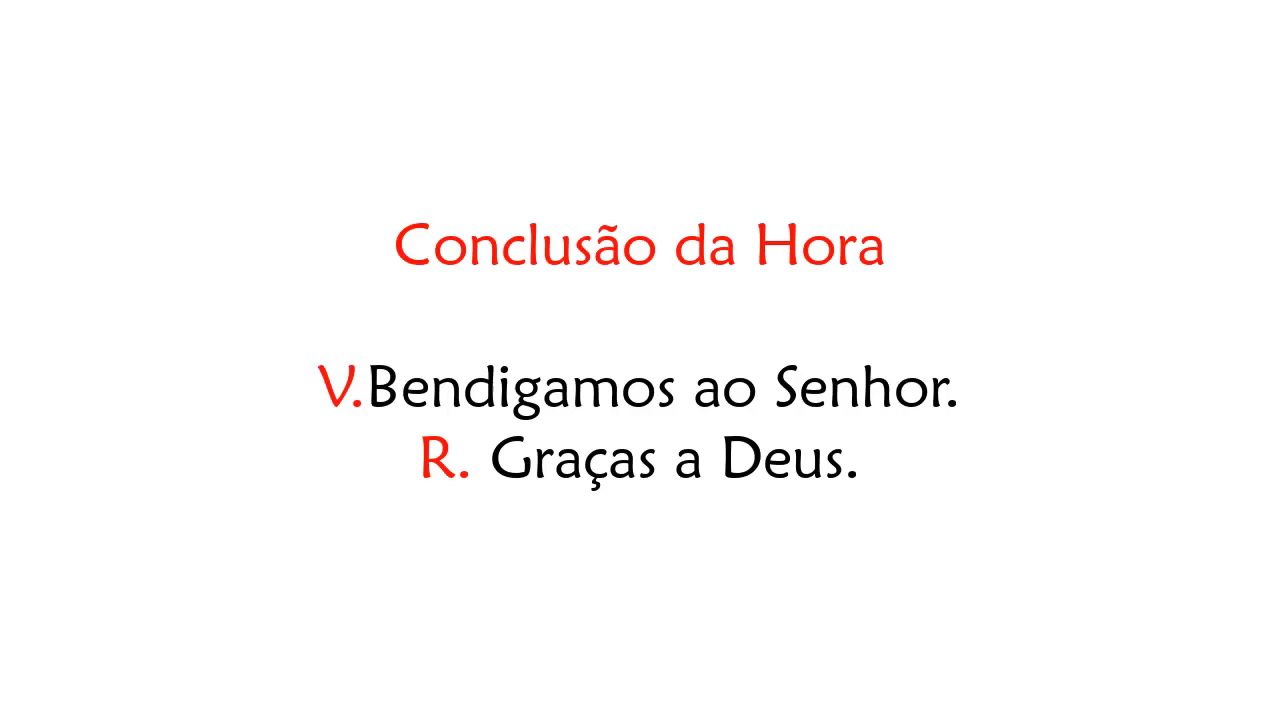 Conclusão da Hora
V.Bendigamos ao Senhor.
R. Graças a Deus.